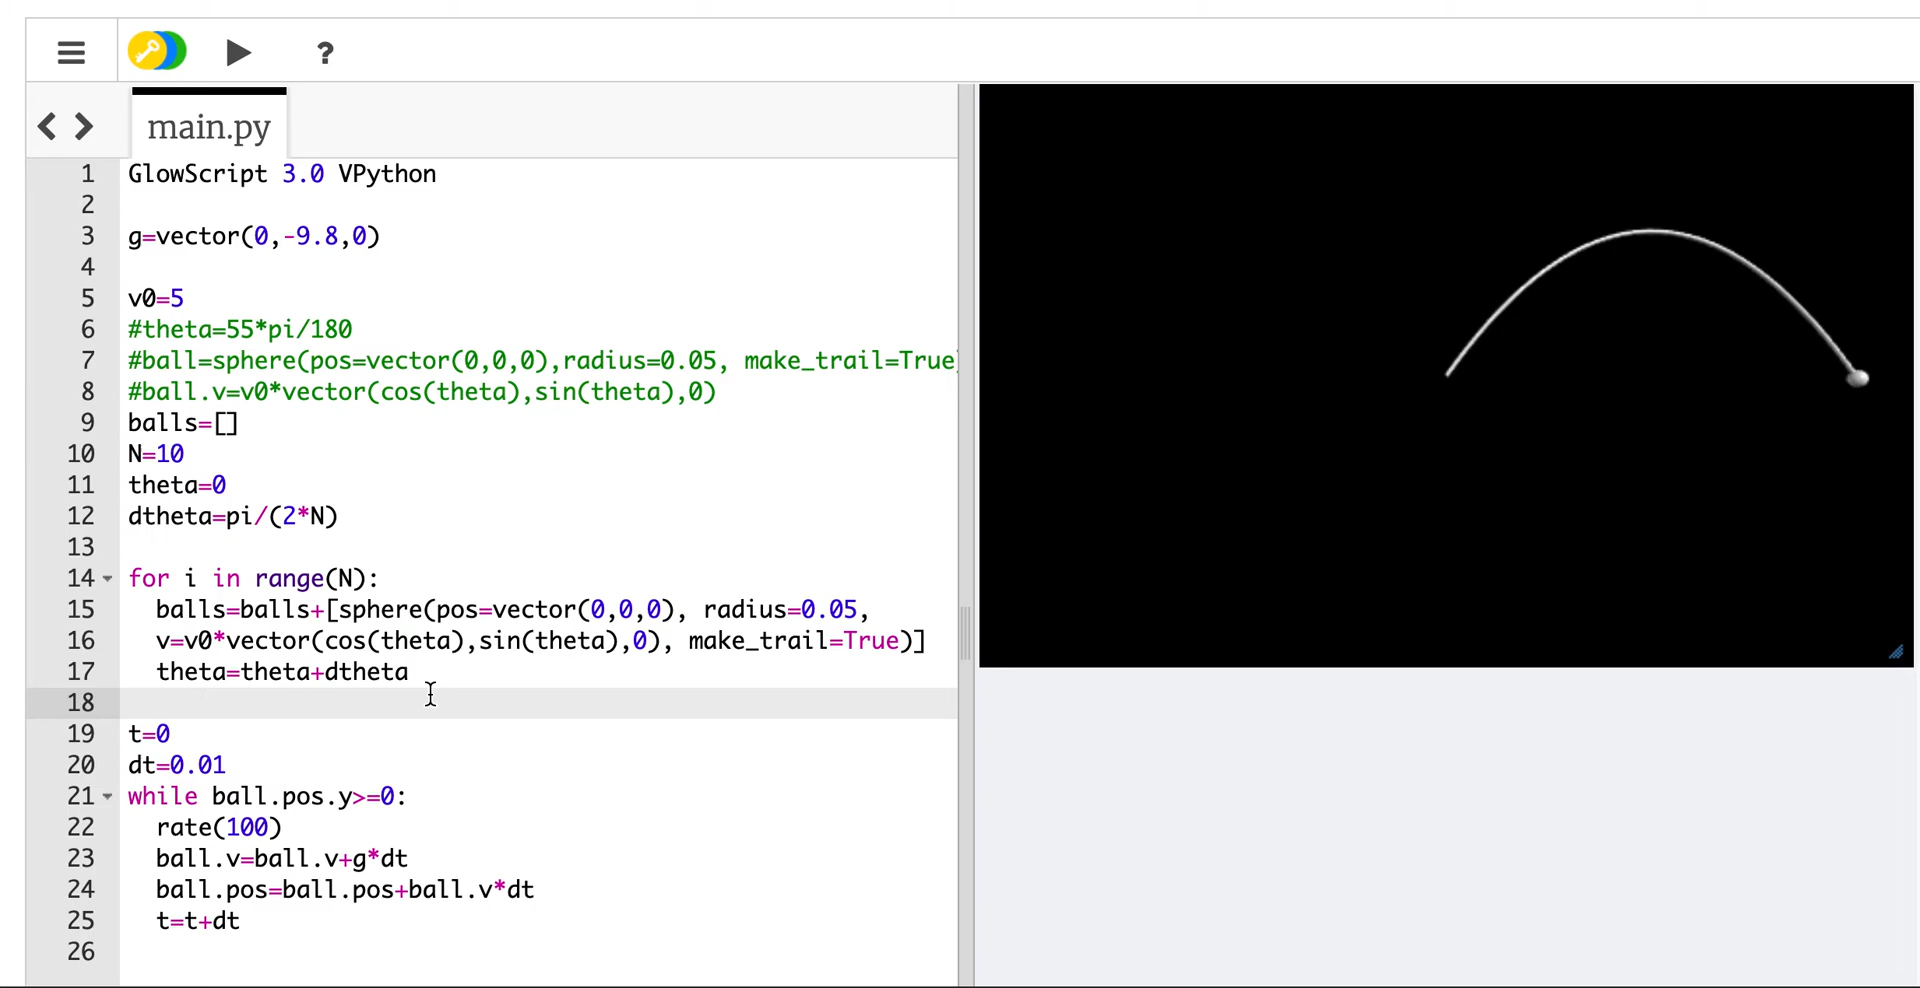 ?
main.py
1 GlowScript 3.0 VPython
2
3 g=vector(0,-9.8,0)
4
5 v0=5
6 #theta=55*pi/180
7 #ball=sphere(pos=vector(0,0,0),radius=0.05, make_trail=True)
8 #ball.v=v0*vector(cos(theta),sin(theta),0)
9 balls=[]
10 N=10
11 theta=0
12 dtheta=pi/(2*N)
13
14 for i in range(N):
15 balls=balls+[sphere(pos=vector(0,0,0), radius=0.05,
16 v=v0*vector(cos(theta),sin(theta),0), make_trail=True)]
17 theta=theta+dtheta
18
19 t=0
20 dt=0.01
21 while ball.pos.y>=0:
22 rate(100)
23 ball.v=ball.v+g*dt
24 ball.pos=ball.pos+ball.v*dt
25 t=t+dt
26